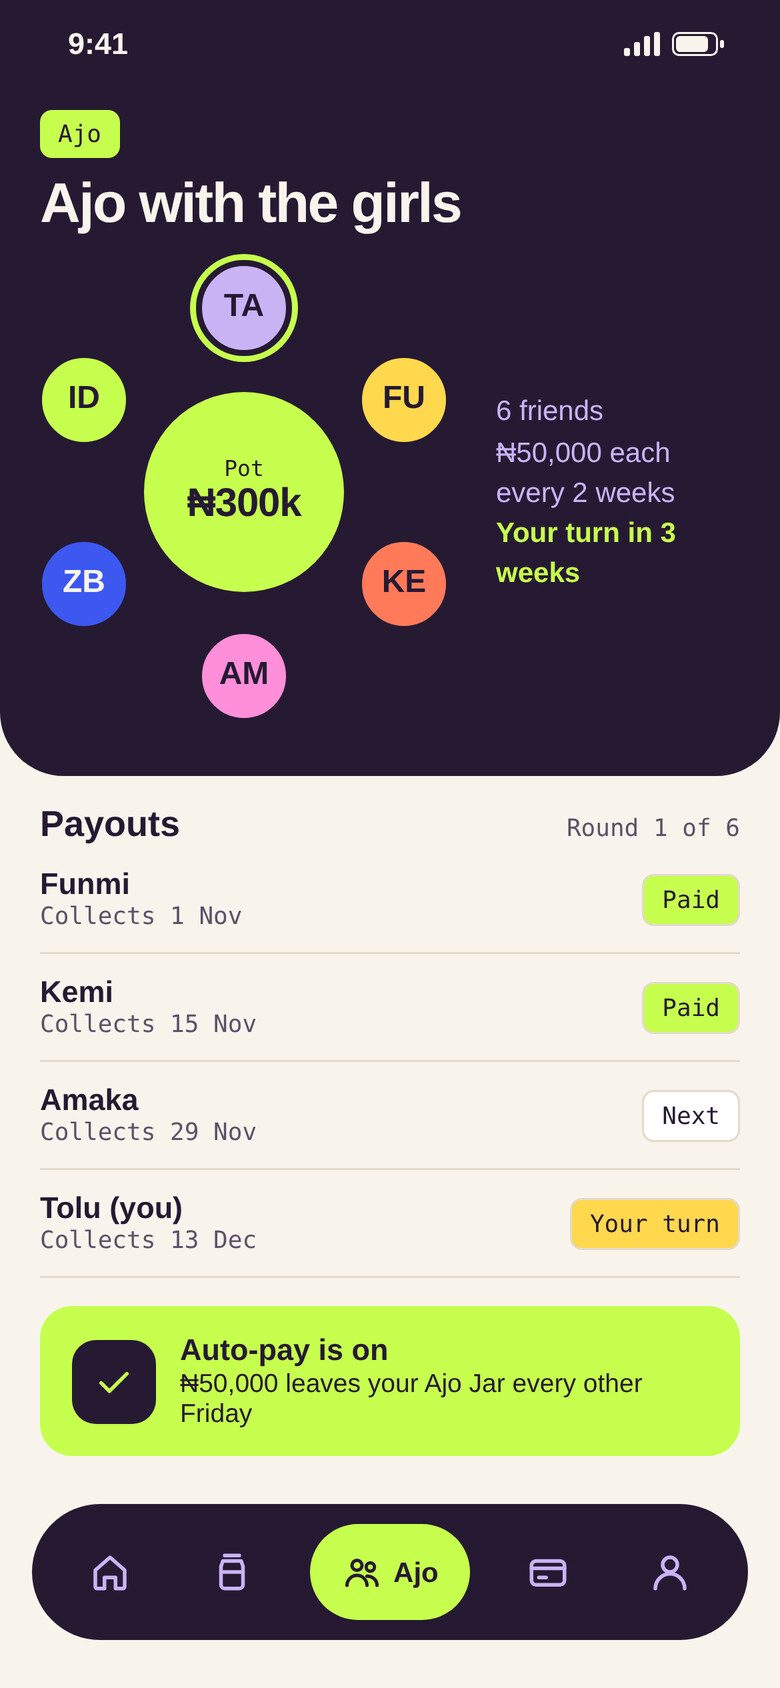 9:41
Ajo
Ajo with the girls
TA
ID
FU
Pot
₦300k
ZB
KE
AM
6 friends
₦50,000 each
every 2 weeks
Your turn in 3
weeks
Payouts
Round 1 of 6
Funmi
Collects 1 Nov
Paid
Kemi
Collects 15 Nov
Paid
Amaka
Collects 29 Nov
Next
Tolu (you)
Collects 13 Dec
Your turn
Auto-pay is on
₦50,000 leaves your Ajo Jar every other
Friday
Ajo